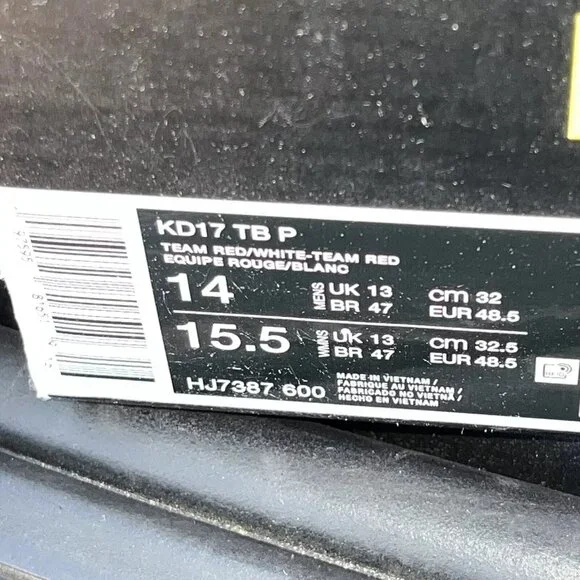 KD17 TB P
TEAM RED/WHITE-TEAM RED
EQUIPE ROUGE/BLANC
14 MENS UK 13 cm 32
BR 47 EUR 48.5
15.5 WMNS UK 13 cm 32.5
BR 47 EUR 48.5
HJ7387 600
MADE IN VIETNAM /
FABRIQUE AU VIETNAM /
FABRICADO NO VIETNÃ /
HECHO EN VIETNAM